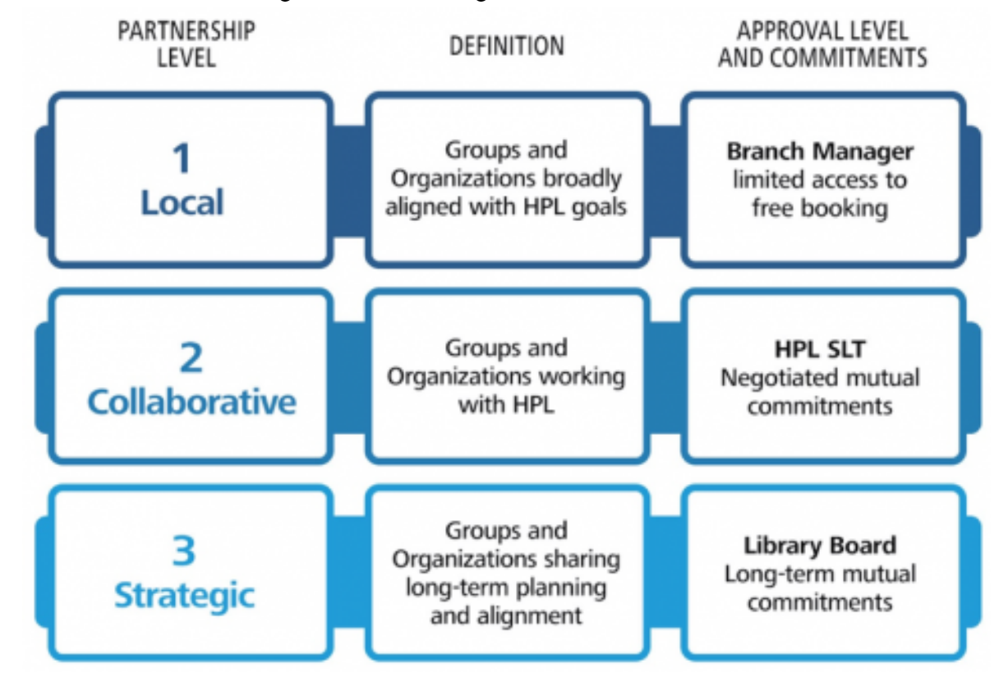 PARTNERSHIP
LEVEL
DEFINITION
APPROVAL LEVEL
AND COMMITMENTS
1
Local
Groups and
Organizations broadly
aligned with HPL goals
Branch Manager
limited access to
free booking
2
Collaborative
Groups and
Organizations working
with HPL
HPL SLT
Negotiated mutual
commitments
3
Strategic
Groups and
Organizations sharing
long-term planning
and alignment
Library Board
Long-term mutual
commitments